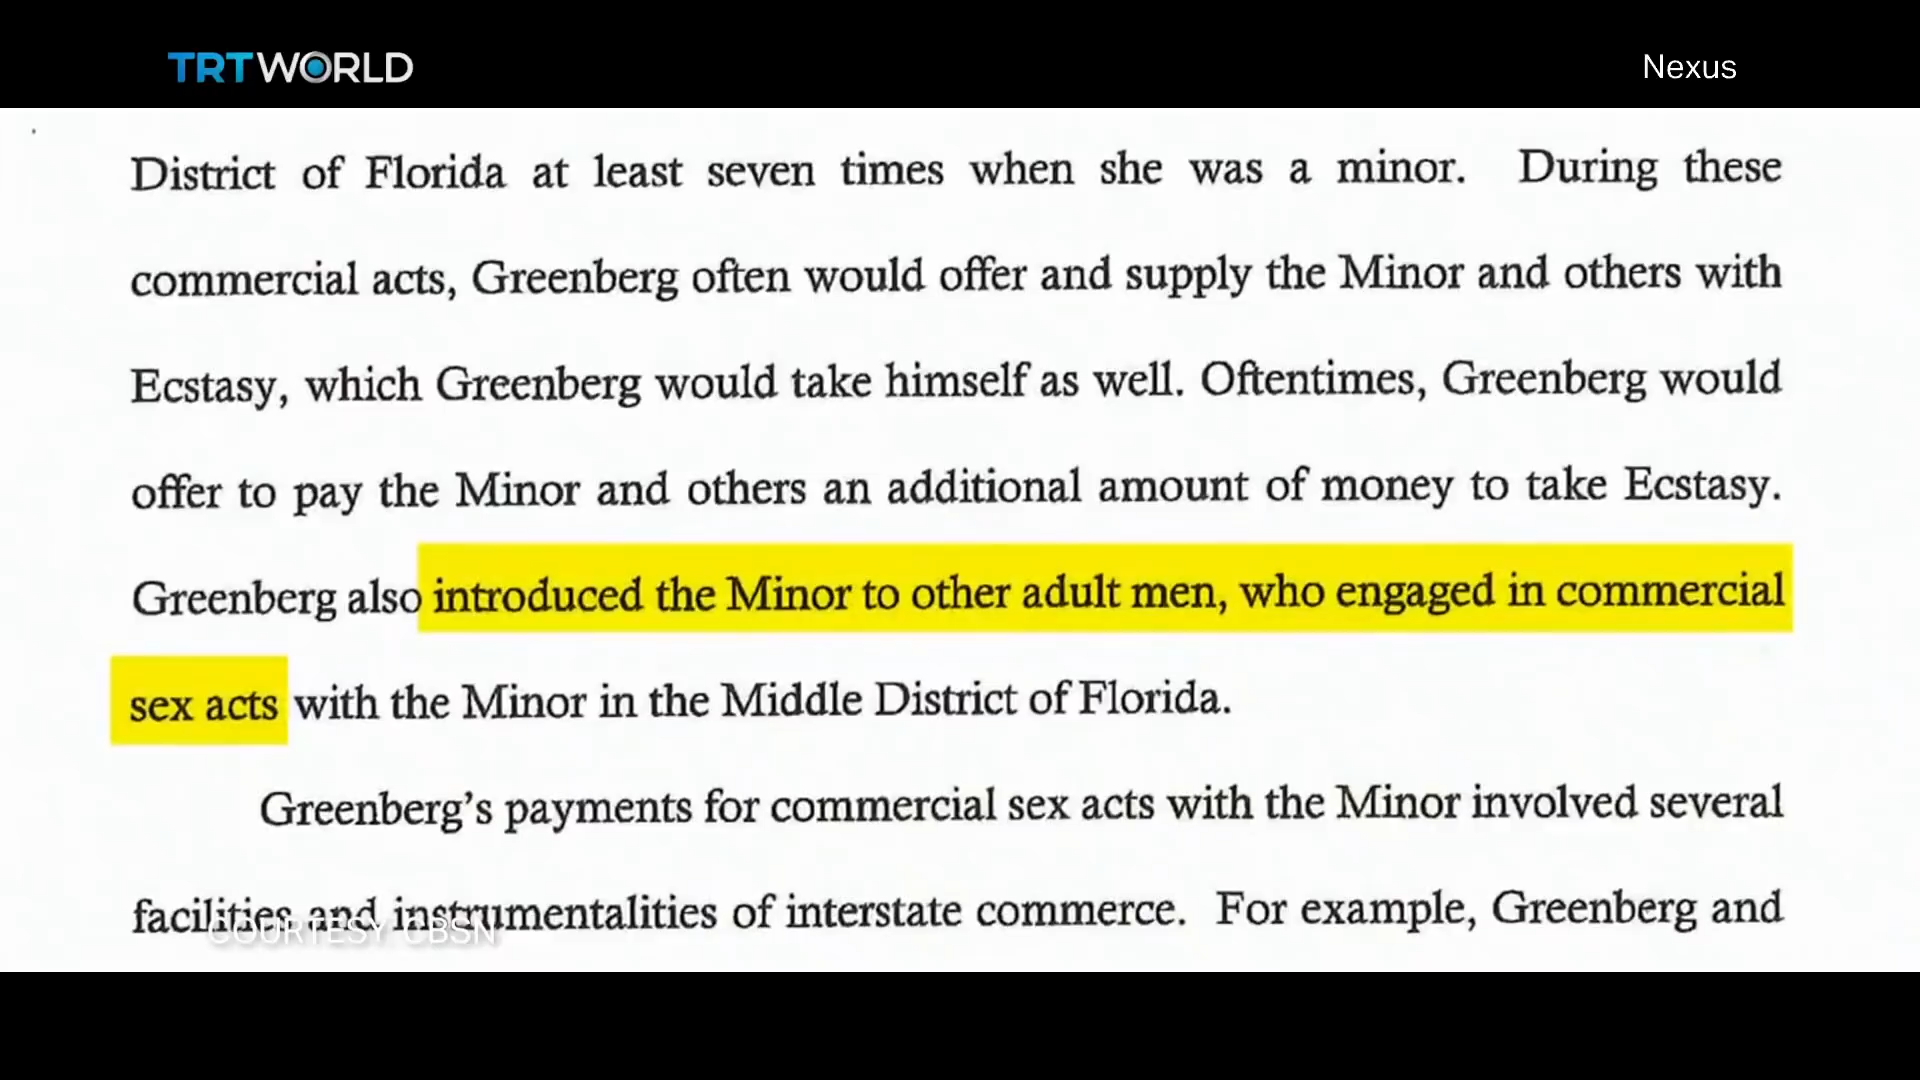 TRT WORLD
Nexus
District of Florida at least seven times when she was a minor. During these
commercial acts, Greenberg often would offer and supply the Minor and others with
Ecstasy, which Greenberg would take himself as well. Oftentimes, Greenberg would
offer to pay the Minor and others an additional amount of money to take Ecstasy.
Greenberg also introduced the Minor to other adult men, who engaged in commercial
sex acts with the Minor in the Middle District of Florida.
Greenberg's payments for commercial sex acts with the Minor involved several
facilities and instrumentalities of interstate commerce. For example, Greenberg and
COURTESY CBSN